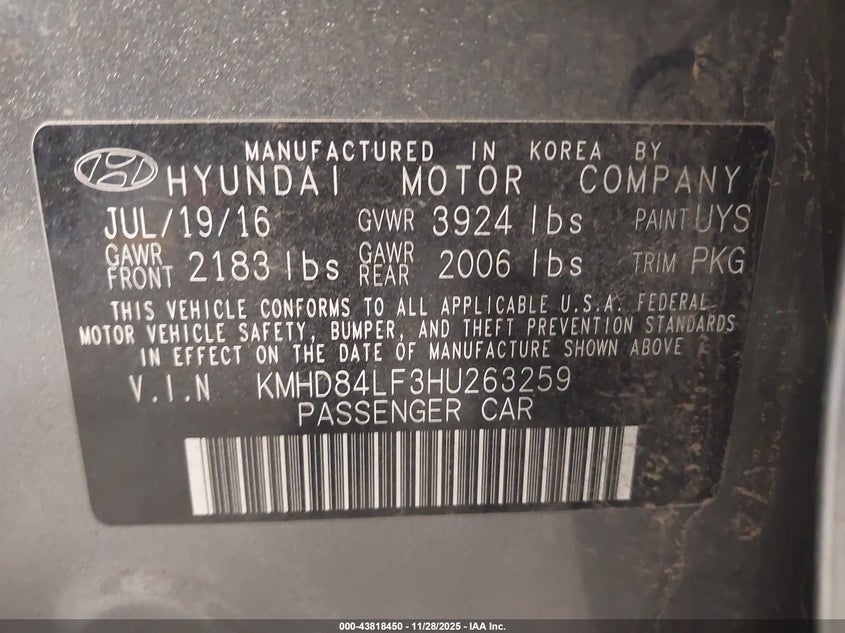 MANUFACTURED IN KOREA BY
HYUNDAI MOTOR COMPANY
JUL/19/16 GVWR 3924 lbs PAINT UYS
GAWR FRONT 2183 lbs GAWR REAR 2006 lbs TRIM PKG
THIS VEHICLE CONFORMS TO ALL APPLICABLE U.S.A. FEDERAL
MOTOR VEHICLE SAFETY, BUMPER, AND THEFT PREVENTION STANDARDS
IN EFFECT ON THE DATE OF MANUFACTURE SHOWN ABOVE
V.I.N KMHD84LF3HU263259
PASSENGER CAR
000-43818450 - 11/28/2025 - IAA Inc.